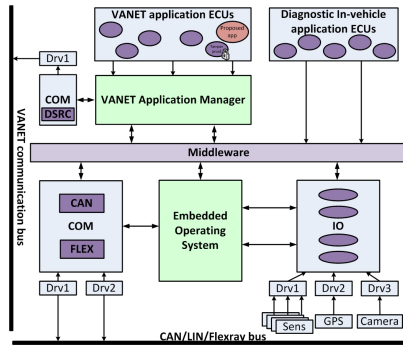 VANET application ECUs
Proposed
app
Tamper
proof
Diagnostic In-vehicle
application ECUs
Drv1
COM
DSRC
VANET Application Manager
VANET communication bus
Middleware
CAN
COM
FLEX
Embedded
Operating
System
IO
Drv1
Drv2
Drv1
Drv2
Drv3
Sens
GPS
Camera
CAN/LIN/Flexray bus